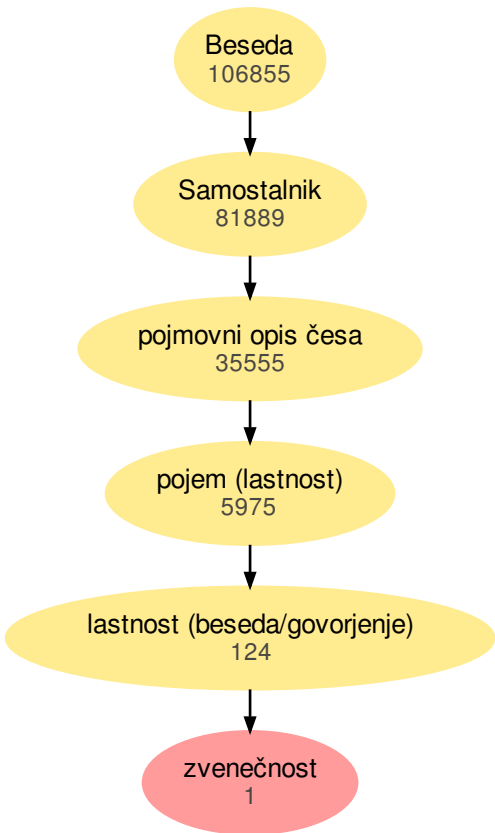 Beseda
106855
Samostalnik
81889
pojmovni opis česa
35555
pojem (lastnost)
5975
lastnost (beseda/govorjenje)
124
zvenečnost
1